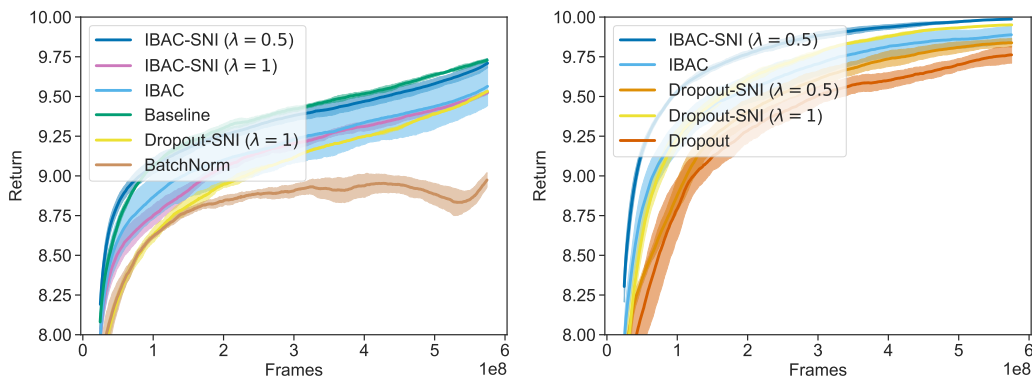 10.00
9.75
9.50
9.25
9.00
8.75
8.50
8.25
8.00
Return
IBAC-SNI (λ = 0.5)
IBAC-SNI (λ = 1)
IBAC
Baseline
Dropout-SNI (λ = 1)
BatchNorm
0 1 2 3 4 5 6
Frames
1e8
10.00
9.75
9.50
9.25
9.00
8.75
8.50
8.25
8.00
Return
IBAC-SNI (λ = 0.5)
IBAC
Dropout-SNI (λ = 0.5)
Dropout-SNI (λ = 1)
Dropout
0 1 2 3 4 5 6
Frames
1e8